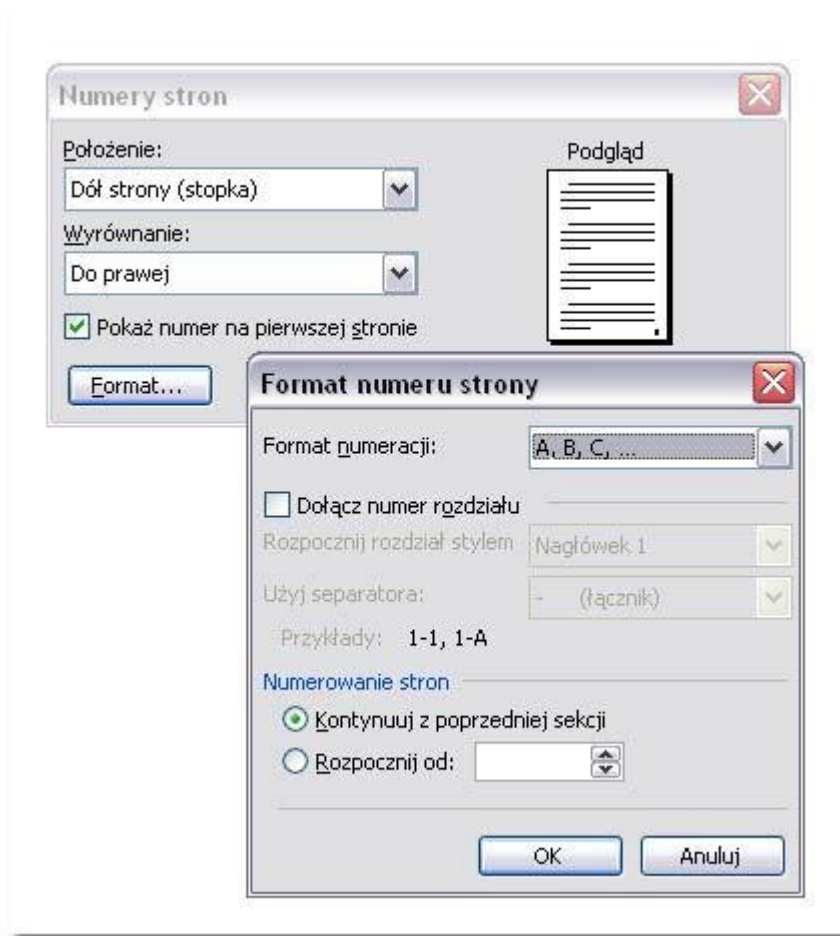 Numery stron
Położenie:
Podgląd
Dół strony (stopka)
Wyrównanie:
Do prawej
Pokaż numer na pierwszej stronie
Format...
Format numeru strony
Format numeracji: A, B, C, ...
Dołącz numer rozdziału
Rozpocznij rozdział stylem Nagłówek 1
Użyj separatora: - (łącznik)
Przykłady: 1-1, 1-A
Numerowanie stron
Kontynuuj z poprzedniej sekcji
Rozpocznij od:
OK Anuluj